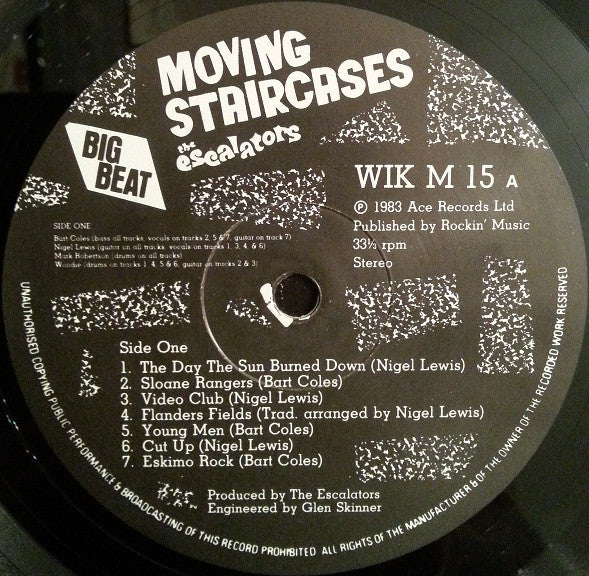 MOVING
STAIRCASES
the
escalators
BIG
BEAT
WIK M 15 A
℗ 1983 Ace Records Ltd
Published by Rockin' Music
33⅓ rpm
Stereo
SIDE ONE
Bart Coles (bass all tracks, vocals on tracks 2, 5 & 7, guitar on track 7)
Nigel Lewis (guitar on all tracks, vocals on tracks 1, 3, 4, & 6)
Mark Robertson (drums on all tracks)
Woodie (drums on tracks 1, 4, 5 & 6, guitar on tracks 2 & 3)
Side One
1. The Day The Sun Burned Down (Nigel Lewis)
2. Sloane Rangers (Bart Coles)
3. Video Club (Nigel Lewis)
4. Flanders Fields (Trad. arranged by Nigel Lewis)
5. Young Men (Bart Coles)
6. Cut Up (Nigel Lewis)
7. Eskimo Rock (Bart Coles)
Produced by The Escalators
Engineered by Glen Skinner
UNAUTHORISED COPYING PUBLIC PERFORMANCE & BROADCASTING OF THIS RECORD PROHIBITED ALL RIGHTS OF THE MANUFACTURER & OF THE OWNER OF THE RECORDED WORK RESERVED